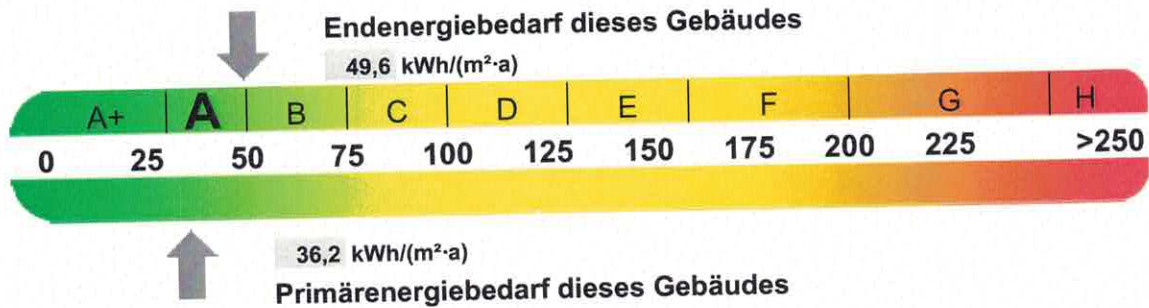 Endenergiebedarf dieses Gebäudes
49,6 kWh/(m²·a)
A+ A B C D E F G H
0 25 50 75 100 125 150 175 200 225 >250
36,2 kWh/(m²·a)
Primärenergiebedarf dieses Gebäudes